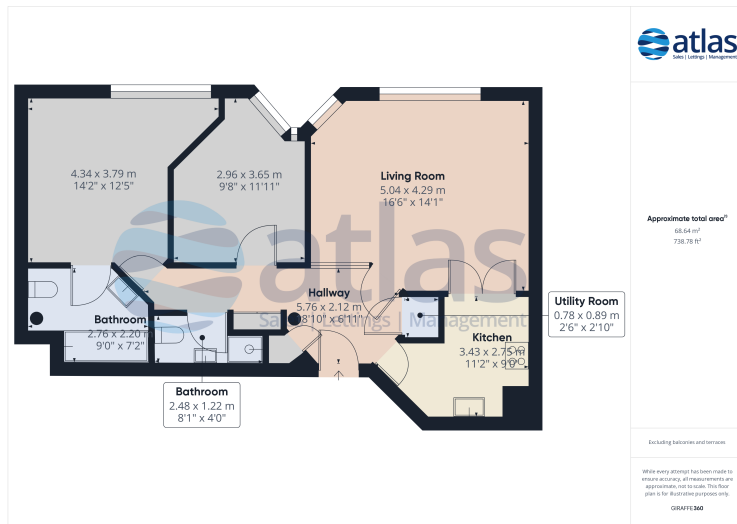 atlas
Sales | Lettings | Management
4.34 x 3.79 m
14'2" x 12'5"
2.96 x 3.65 m
9'8" x 11'11"
Living Room
5.04 x 4.29 m
16'6" x 14'1"
atlas
Sales | Lettings | Management
Hallway
5.76 x 2.12 m
18'10" x 6'11"
Bathroom
2.76 x 2.20 m
9'0" x 7'2"
Kitchen
3.43 x 2.75 m
11'2" x 9'0"
Utility Room
0.78 x 0.89 m
2'6" x 2'10"
Bathroom
2.48 x 1.22 m
8'1" x 4'0"
Approximate total area⁽¹⁾
68.64 m²
738.78 ft²
Excluding balconies and terraces
While every attempt has been made to
ensure accuracy, all measurements are
approximate, not to scale. This floor
plan is for illustrative purposes only.
GIRAFFE360